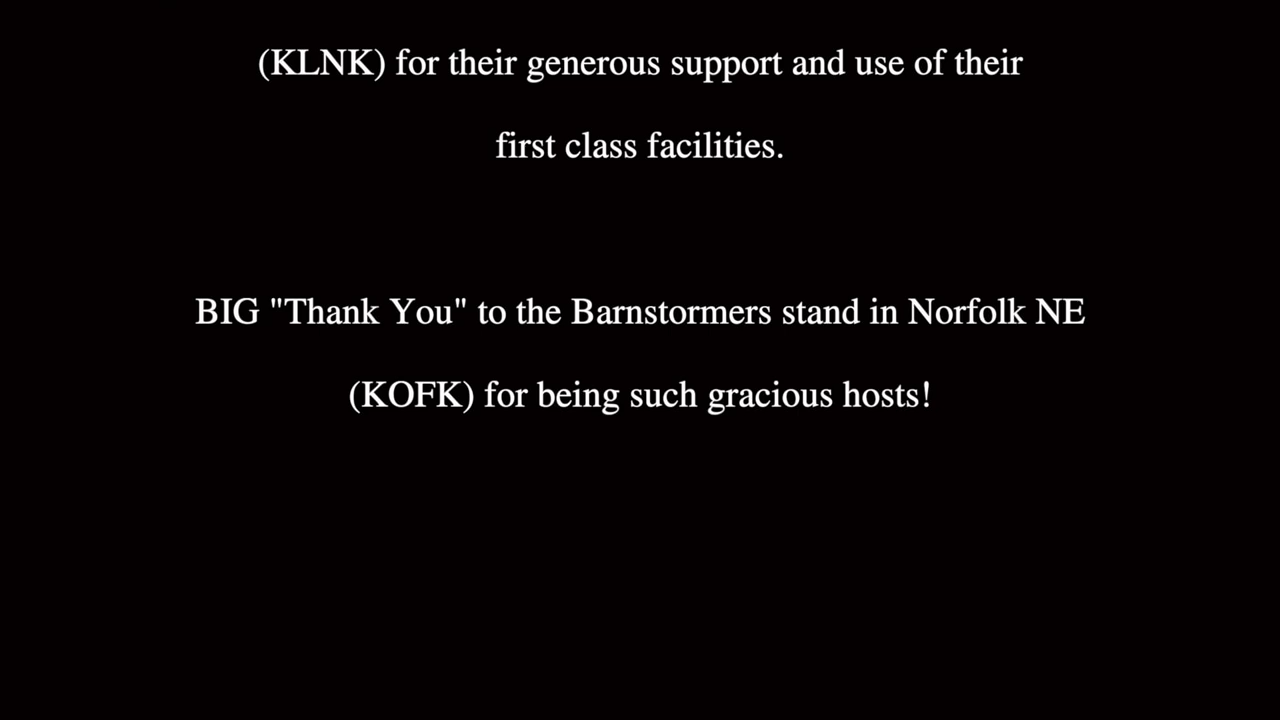 (KLNK) for their generous support and use of their
first class facilities.
BIG "Thank You" to the Barnstormers stand in Norfolk NE
(KOFK) for being such gracious hosts!